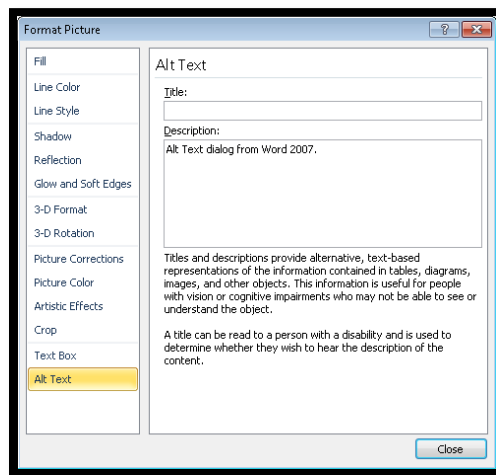 Format Picture
Fill
Line Color
Line Style
Shadow
Reflection
Glow and Soft Edges
3-D Format
3-D Rotation
Picture Corrections
Picture Color
Artistic Effects
Crop
Text Box
Alt Text
Alt Text
Title:
Description:
Alt Text dialog from Word 2007.
Titles and descriptions provide alternative, text-based
representations of the information contained in tables, diagrams,
images, and other objects. This information is useful for people
with vision or cognitive impairments who may not be able to see or
understand the object.
A title can be read to a person with a disability and is used to
determine whether they wish to hear the description of the
content.
Close